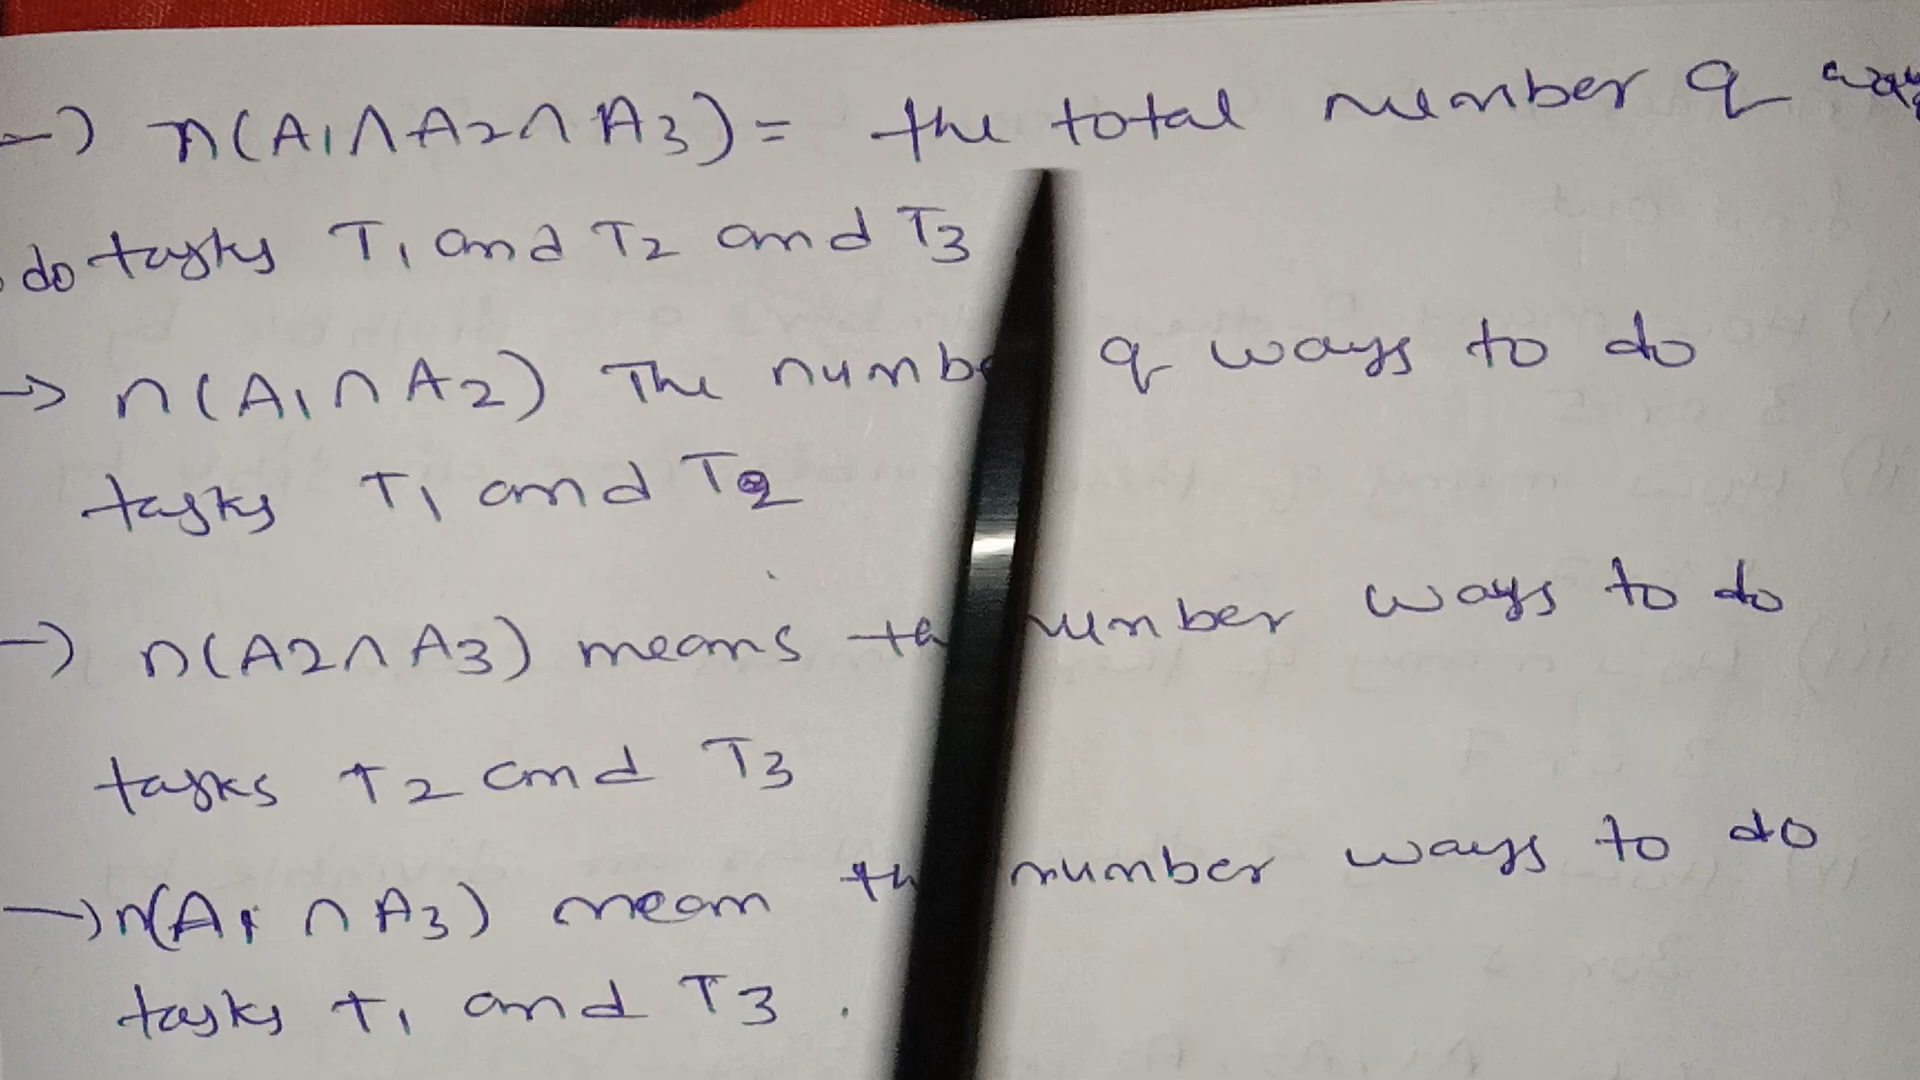 → n(A1∩A2∩A3) = the total number of ways
do tasks T1 and T2 and T3
→ n(A1∩A2) The numb of ways to do
tasks T1 and T2
→ n(A2∩A3) means number ways to do
tasks T2 and T3
→ n(A1∩A3) mean th number ways to do
tasks T1 and T3.